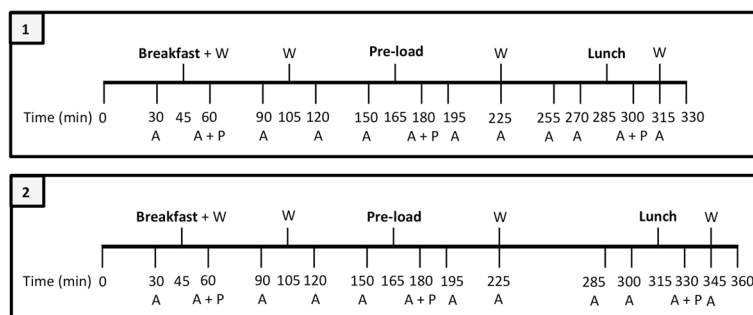 1
Breakfast + W W Pre-load W Lunch W
Time (min) 0 30 45 60 90 105 120 150 165 180 195 225 255 270 285 300 315 330
A A + P A A A A + P A A A A A + P A
2
Breakfast + W W Pre-load W Lunch W
Time (min) 0 30 45 60 90 105 120 150 165 180 195 225 285 300 315 330 345 360
A A + P A A A A + P A A A A A + P A